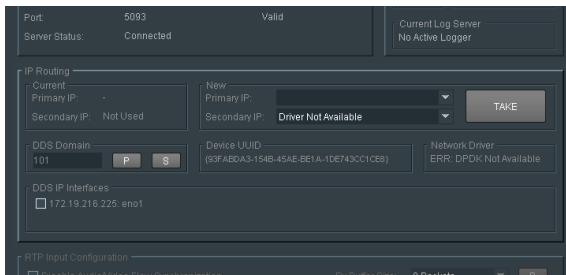 Port: 5093 Valid
Server Status: Connected
Current Log Server
No Active Logger
IP Routing
Current
Primary IP: -
Secondary IP: Not Used
New
Primary IP:
Secondary IP: Driver Not Available
TAKE
DDS Domain
101 P S
Device UUID
{93FABDA3-154B-45AE-BE1A-1DE743CC1CE8}
Network Driver
ERR: DPDK Not Available
DDS IP Interfaces
172.19.216.225: eno1
RTP Input Configuration